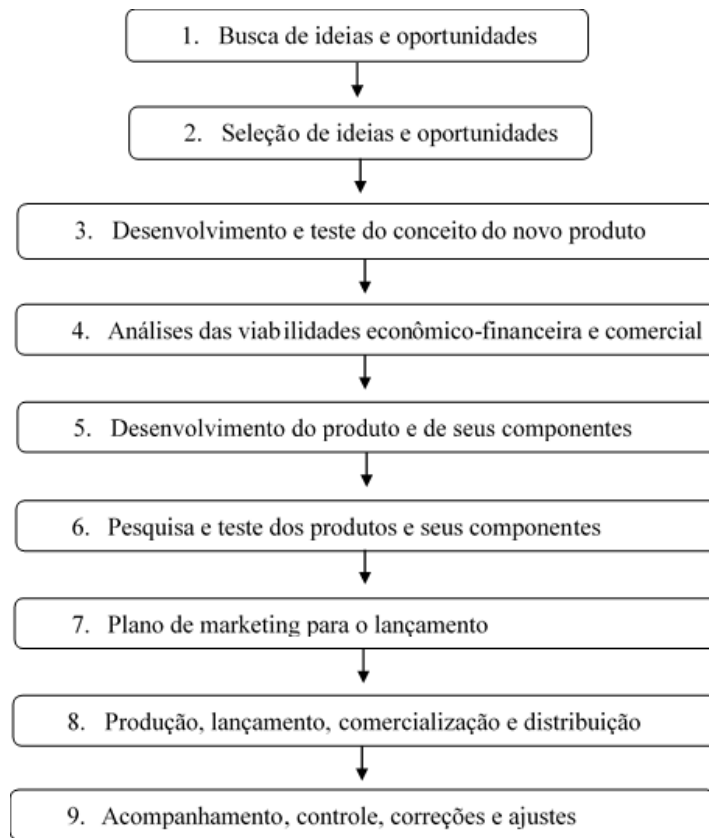 1. Busca de ideias e oportunidades
2. Seleção de ideias e oportunidades
3. Desenvolvimento e teste do conceito do novo produto
4. Análises das viabilidades econômico-financeira e comercial
5. Desenvolvimento do produto e de seus componentes
6. Pesquisa e teste dos produtos e seus componentes
7. Plano de marketing para o lançamento
8. Produção, lançamento, comercialização e distribuição
9. Acompanhamento, controle, correções e ajustes